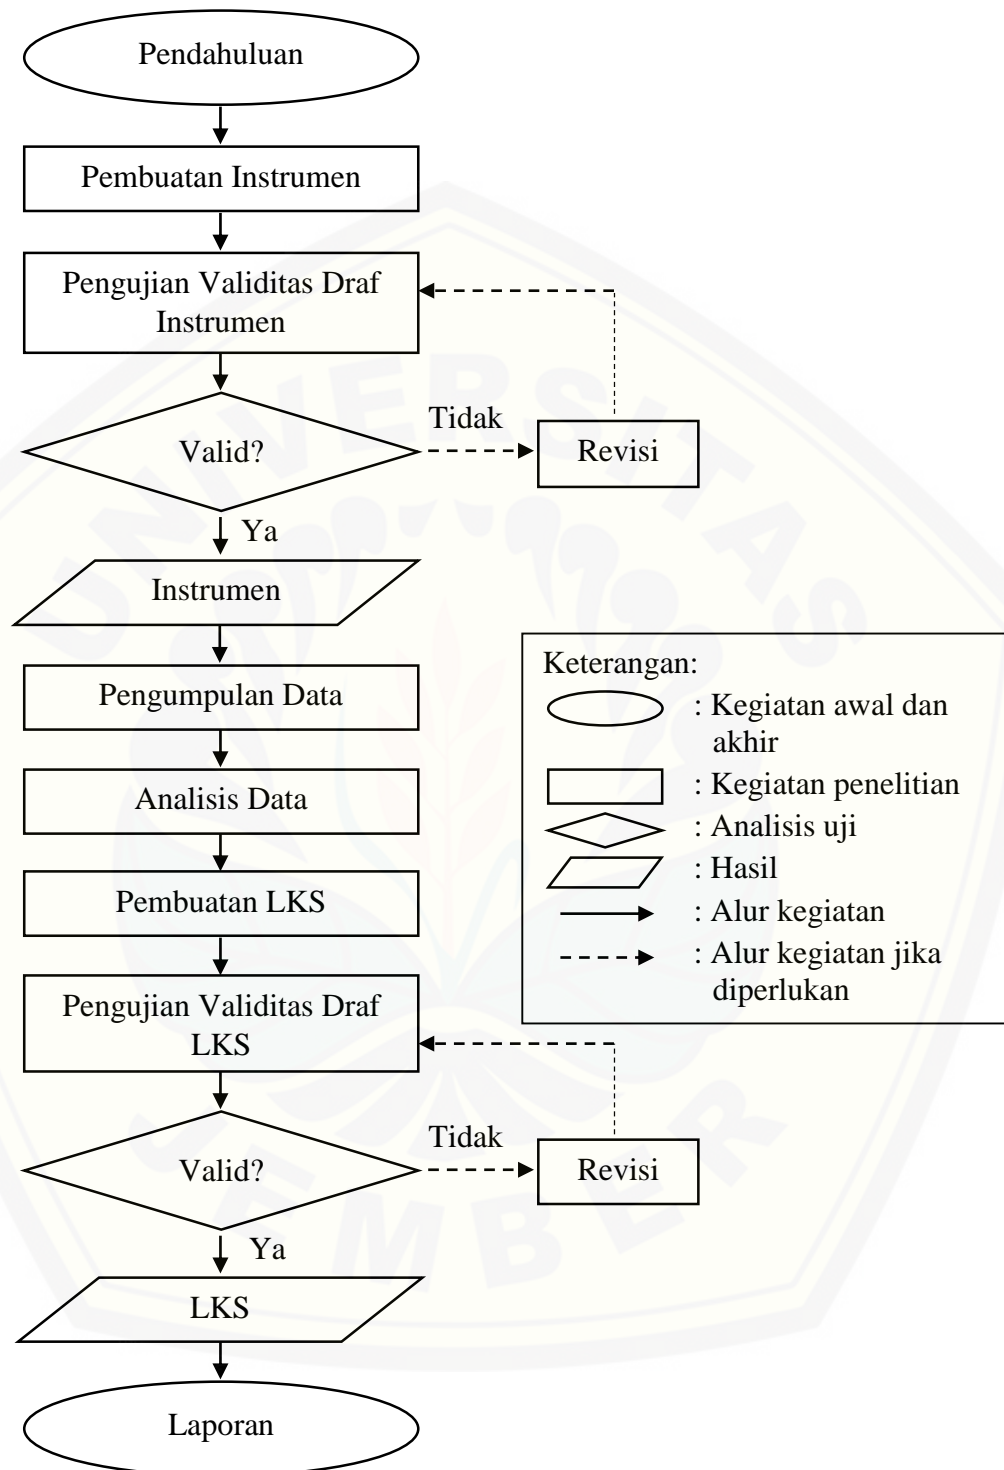 Pendahuluan
Pembuatan Instrumen
Pengujian Validitas Draf
Instrumen
Valid?
Tidak
Revisi
Ya
Instrumen
Pengumpulan Data
Analisis Data
Pembuatan LKS
Pengujian Validitas Draf
LKS
Valid?
Tidak
Revisi
Ya
LKS
Laporan
Keterangan:
: Kegiatan awal dan
akhir
: Kegiatan penelitian
: Analisis uji
: Hasil
: Alur kegiatan
: Alur kegiatan jika
diperlukan
UNIVERSITAS
JEMBER